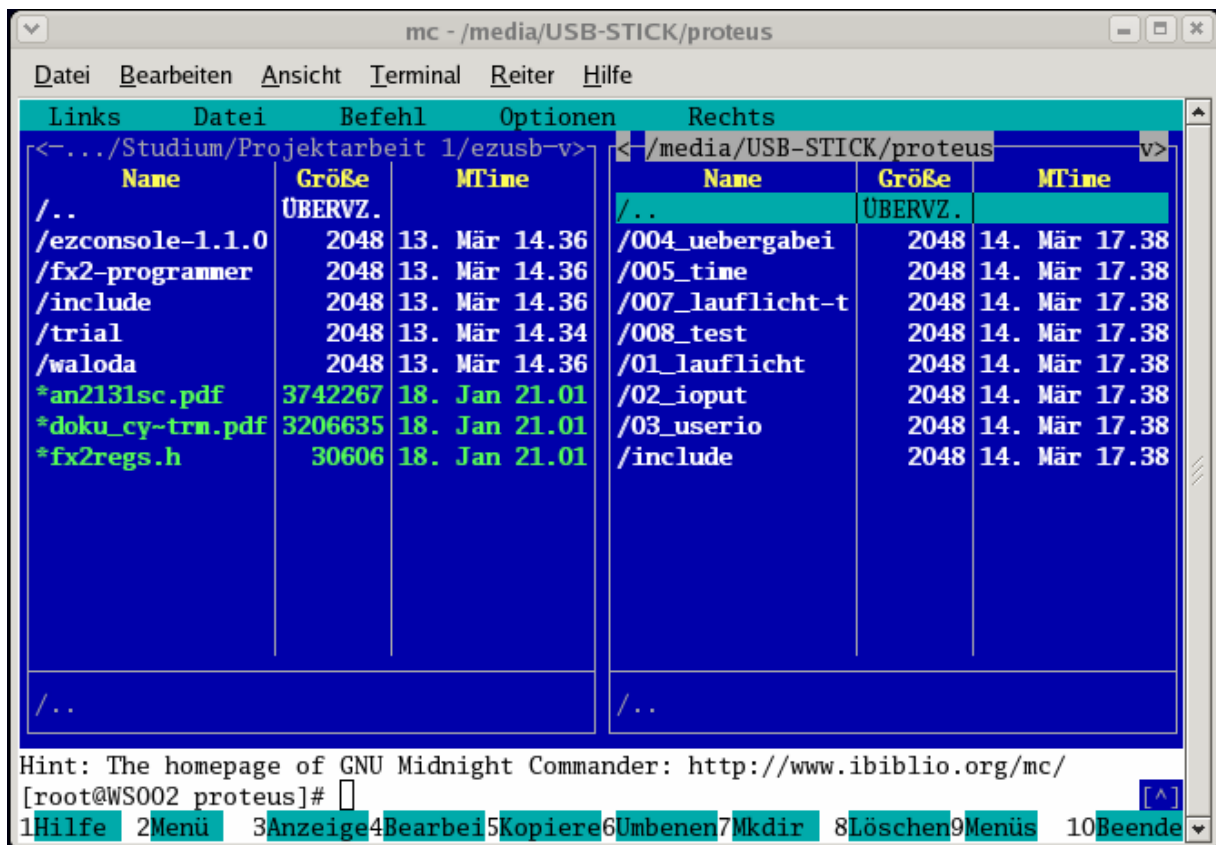 mc - /media/USB-STICK/proteus
Datei Bearbeiten Ansicht Terminal Reiter Hilfe
Links Datei Befehl Optionen Rechts
<-.../Studium/Projektarbeit 1/ezusb-v> <-/media/USB-STICK/proteus v>
Name Größe MTime Name Größe MTime
/.. ÜBERVZ. /.. ÜBERVZ.
/ezconsole-1.1.0 2048 13. Mär 14.36 /004_uebergabei 2048 14. Mär 17.38
/fx2-programmer 2048 13. Mär 14.36 /005_time 2048 14. Mär 17.38
/include 2048 13. Mär 14.36 /007_lauflicht-t 2048 14. Mär 17.38
/trial 2048 13. Mär 14.34 /008_test 2048 14. Mär 17.38
/waloda 2048 13. Mär 14.36 /01_lauflicht 2048 14. Mär 17.38
*an2131sc.pdf 3742267 18. Jan 21.01 /02_ioput 2048 14. Mär 17.38
*doku_cy~trm.pdf 3206635 18. Jan 21.01 /03_userio 2048 14. Mär 17.38
*fx2regs.h 30606 18. Jan 21.01 /include 2048 14. Mär 17.38
/.. /..
Hint: The homepage of GNU Midnight Commander: http://www.ibiblio.org/mc/
[root@WS002 proteus]# [^]
1Hilfe 2Menü 3Anzeige4Bearbei5Kopiere6Umbenen7Mkdir 8Löschen9Menüs 10Beende